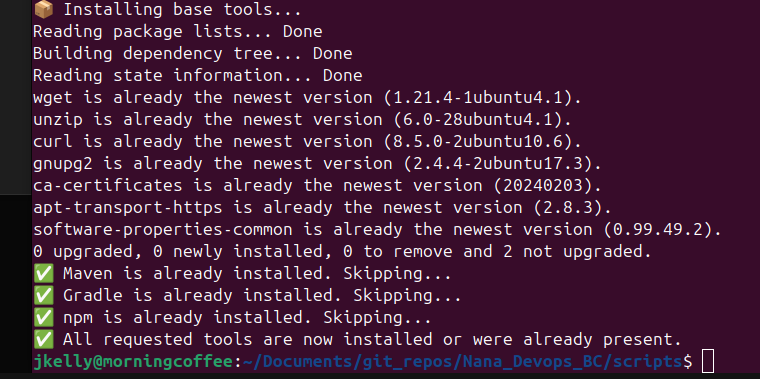 📦 Installing base tools...
Reading package lists... Done
Building dependency tree... Done
Reading state information... Done
wget is already the newest version (1.21.4-1ubuntu4.1).
unzip is already the newest version (6.0-28ubuntu4.1).
curl is already the newest version (8.5.0-2ubuntu10.6).
gnupg2 is already the newest version (2.4.4-2ubuntu17.3).
ca-certificates is already the newest version (20240203).
apt-transport-https is already the newest version (2.8.3).
software-properties-common is already the newest version (0.99.49.2).
0 upgraded, 0 newly installed, 0 to remove and 2 not upgraded.
✅ Maven is already installed. Skipping...
✅ Gradle is already installed. Skipping...
✅ npm is already installed. Skipping...
✅ All requested tools are now installed or were already present.
jkelly@morningcoffee:~/Documents/git_repos/Nana_Devops_BC/scripts$